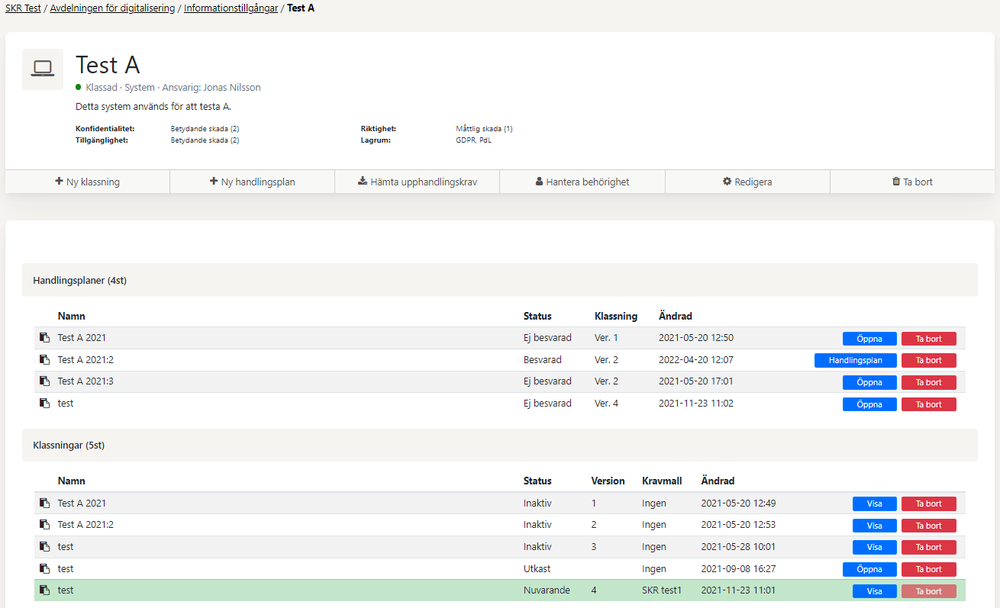 SKR Test / Avdelningen för digitalisering / Informationstillgångar / Test A
Test A
Klassad · System · Ansvarig: Jonas Nilsson
Detta system används för att testa A.
Konfidentialitet: Betydande skada (2) Riktighet: Måttlig skada (1)
Tillgänglighet: Betydande skada (2) Lagrum: GDPR, PdL
Ny klassning Ny handlingsplan Hämta upphandlingskrav Hantera behörighet Redigera Ta bort
Handlingsplaner (4st)
Namn Status Klassning Ändrad
Test A 2021 Ej besvarad Ver. 1 2021-05-20 12:50 Öppna Ta bort
Test A 2021:2 Besvarad Ver. 2 2022-04-20 12:07 Handlingsplan Ta bort
Test A 2021:3 Ej besvarad Ver. 2 2021-05-20 17:01 Öppna Ta bort
test Ej besvarad Ver. 4 2021-11-23 11:02 Öppna Ta bort
Klassningar (5st)
Namn Status Version Kravmall Ändrad
Test A 2021 Inaktiv 1 Ingen 2021-05-20 12:49 Visa Ta bort
Test A 2021:2 Inaktiv 2 Ingen 2021-05-20 12:53 Visa Ta bort
test Inaktiv 3 Ingen 2021-05-28 10:01 Visa Ta bort
test Utkast Ingen 2021-09-08 16:27 Öppna Ta bort
test Nuvarande 4 SKR test1 2021-11-23 11:01 Visa Ta bort